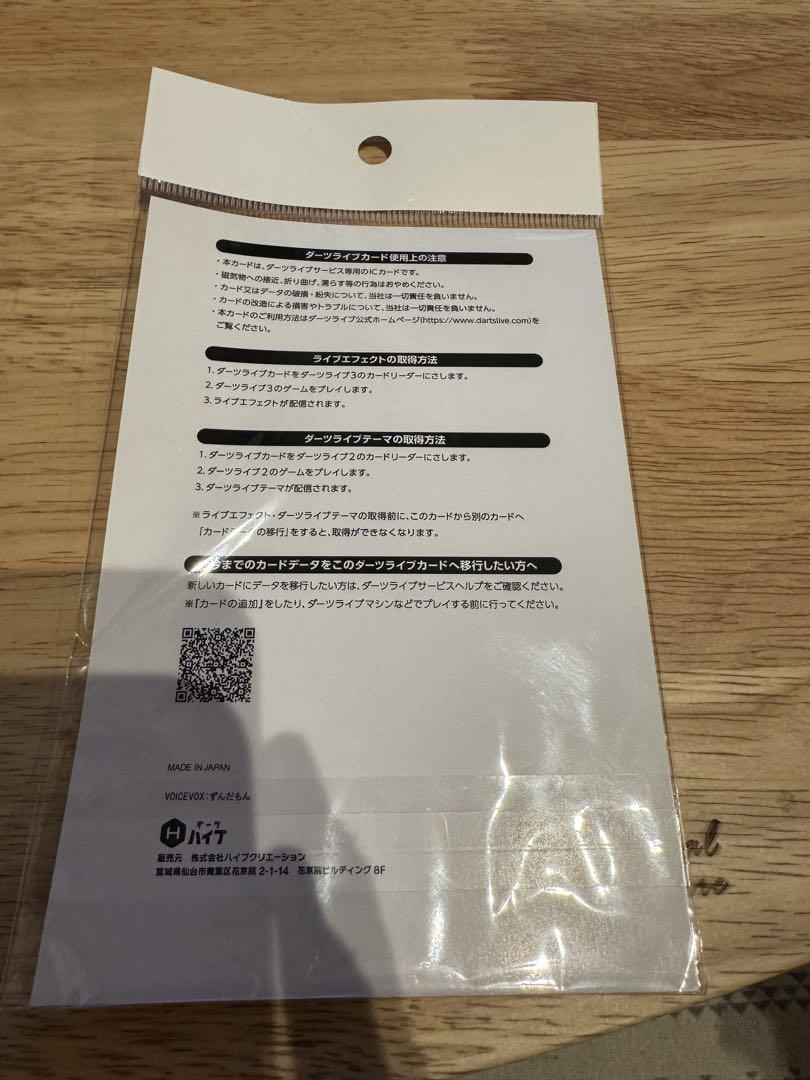 ダーツライブカード使用上の注意
・本カードは、ダーツライブサービス専用のICカードです。
・磁気物への接近、折り曲げ、濡らす等の行為はおやめください。
・カード又はデータの破損・紛失について、当社は一切責任を負いません。
・カードの改造による損害やトラブルについて、当社は一切責任を負いません。
・本カードのご利用方法はダーツライブ公式ホームページ(https://www.dartslive.com)を
ご覧ください。
ライブエフェクトの取得方法
1. ダーツライブカードをダーツライブ3のカードリーダーにさします。
2. ダーツライブ3のゲームをプレイします。
3. ライブエフェクトが配信されます。
ダーツライブテーマの取得方法
1. ダーツライブカードをダーツライブ2のカードリーダーにさします。
2. ダーツライブ2のゲームをプレイします。
3. ダーツライブテーマが配信されます。
※ライブエフェクト・ダーツライブテーマの取得前に、このカードから別のカードへ
「カードデータの移行」をすると、取得ができなくなります。
今までのカードデータをこのダーツライブカードへ移行したい方へ
新しいカードにデータを移行したい方は、ダーツライブサービスヘルプをご確認ください。
※「カードの追加」をしたり、ダーツライブマシンなどでプレイする前に行ってください。
MADE IN JAPAN
VOICEVOX：ずんだもん
H ダーツ
ハイブ
販売元 株式会社ハイブクリエーション
宮城県仙台市青葉区花京院 2-1-14 花京院ビルディング 8F